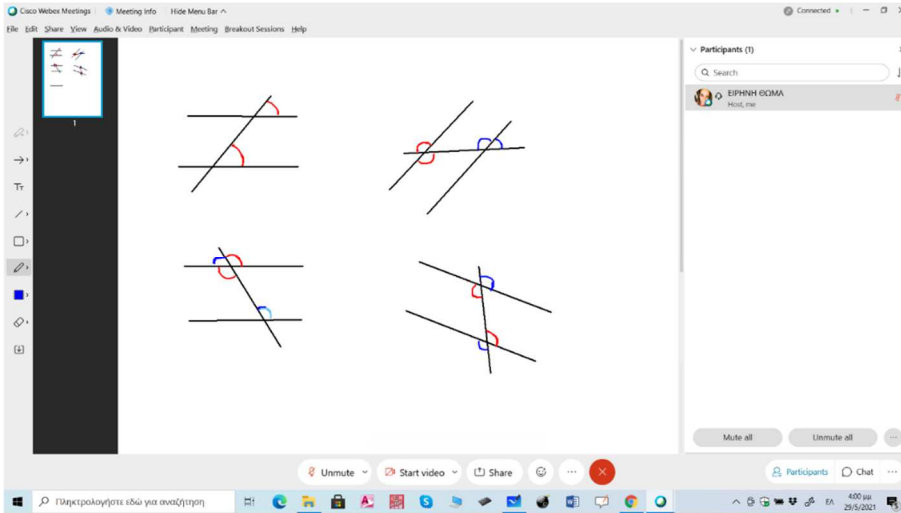 Cisco Webex Meetings Meeting Info Hide Menu Bar Connected
File Edit Share View Audio & Video Participant Meeting Breakout Sessions Help
Participants (1)
Search
ΕΙΡΗΝΗ ΘΩΜΑ
Host, me
1
Tт
Mute all Unmute all
Unmute Start video Share Participants Chat
Πληκτρολογήστε εδώ για αναζήτηση
ΕΛ
4:00 μμ
29/5/2021